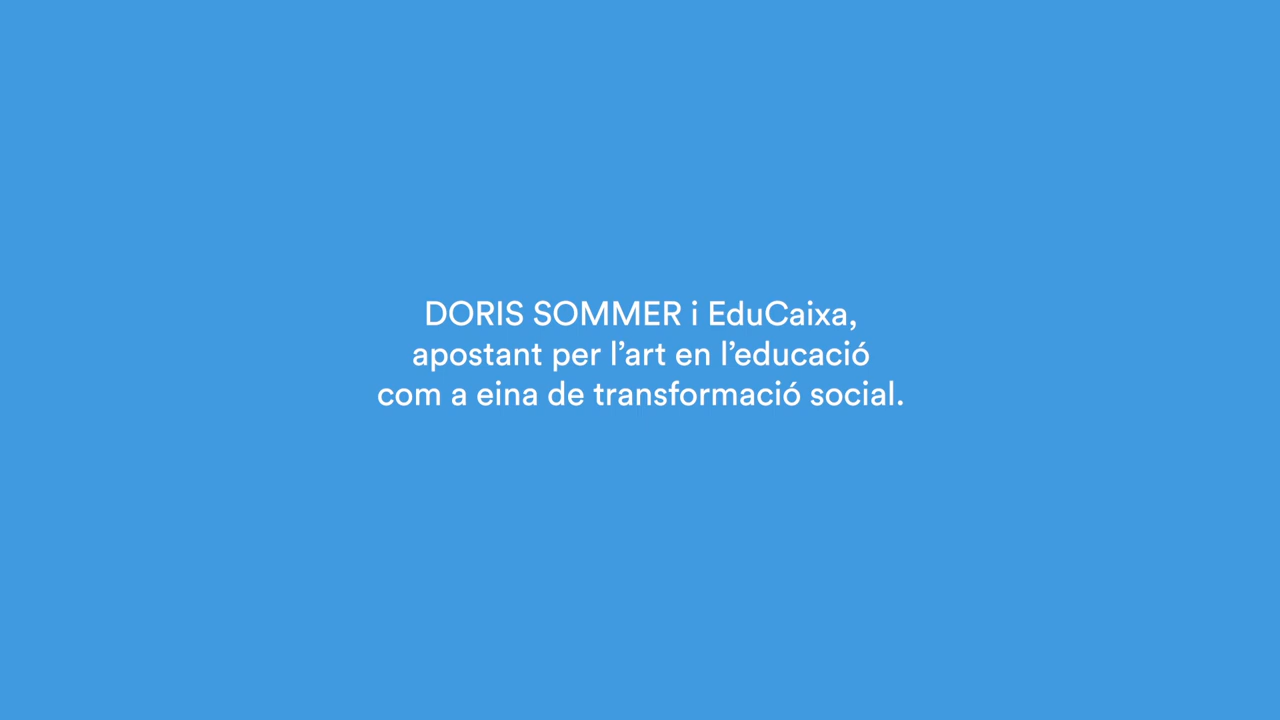 DORIS SOMMER i EduCaixa,
apostant per l’art en l’educació
com a eina de transformació social.